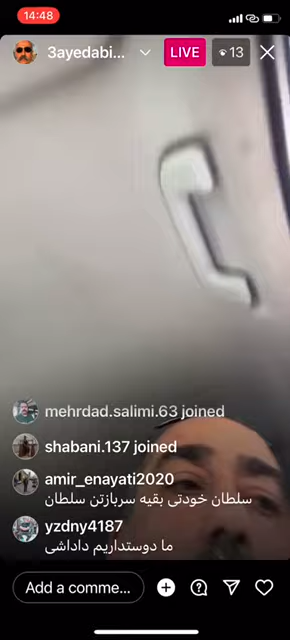 14:48
3ayedabi...
LIVE
13
mehrdad.salimi.63 joined
shabani.137 joined
amir_enayati2020
سلطان خودتی بقیه سربازتن سلطان
yzdny4187
ما دوستداریم داداشی
Add a comme...